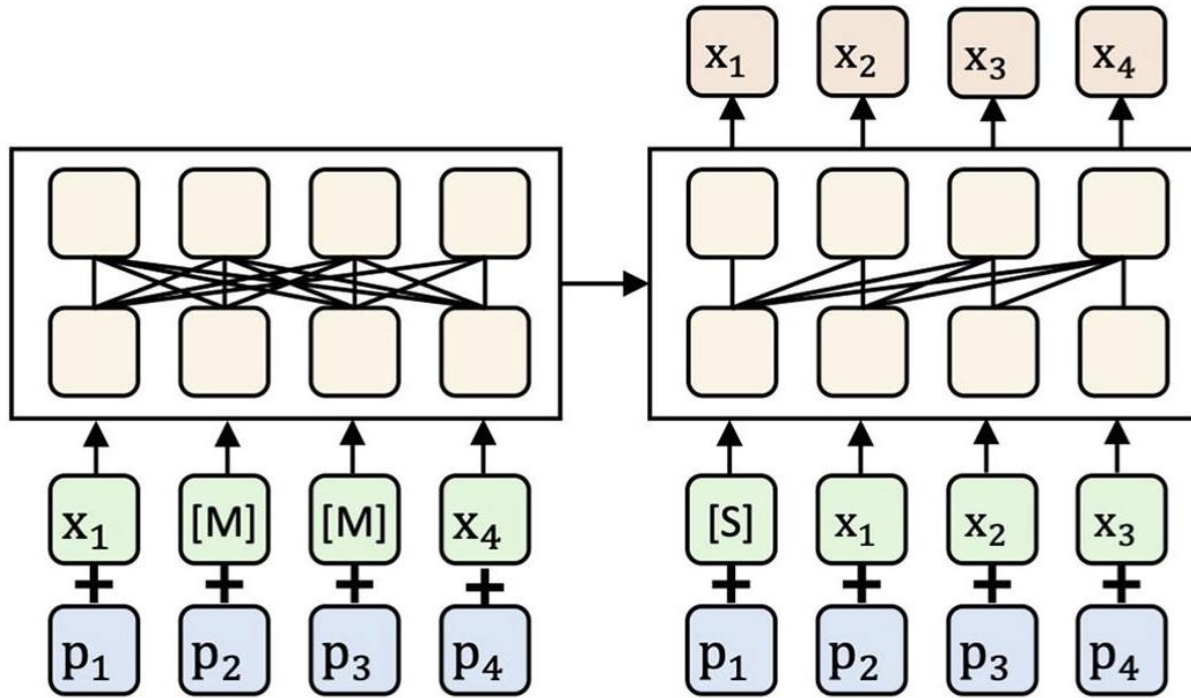 x₁ x₂ x₃ x₄
x₁ [M] [M] x₄ [S] x₁ x₂ x₃
+ + + + + + + +
p₁ p₂ p₃ p₄ p₁ p₂ p₃ p₄